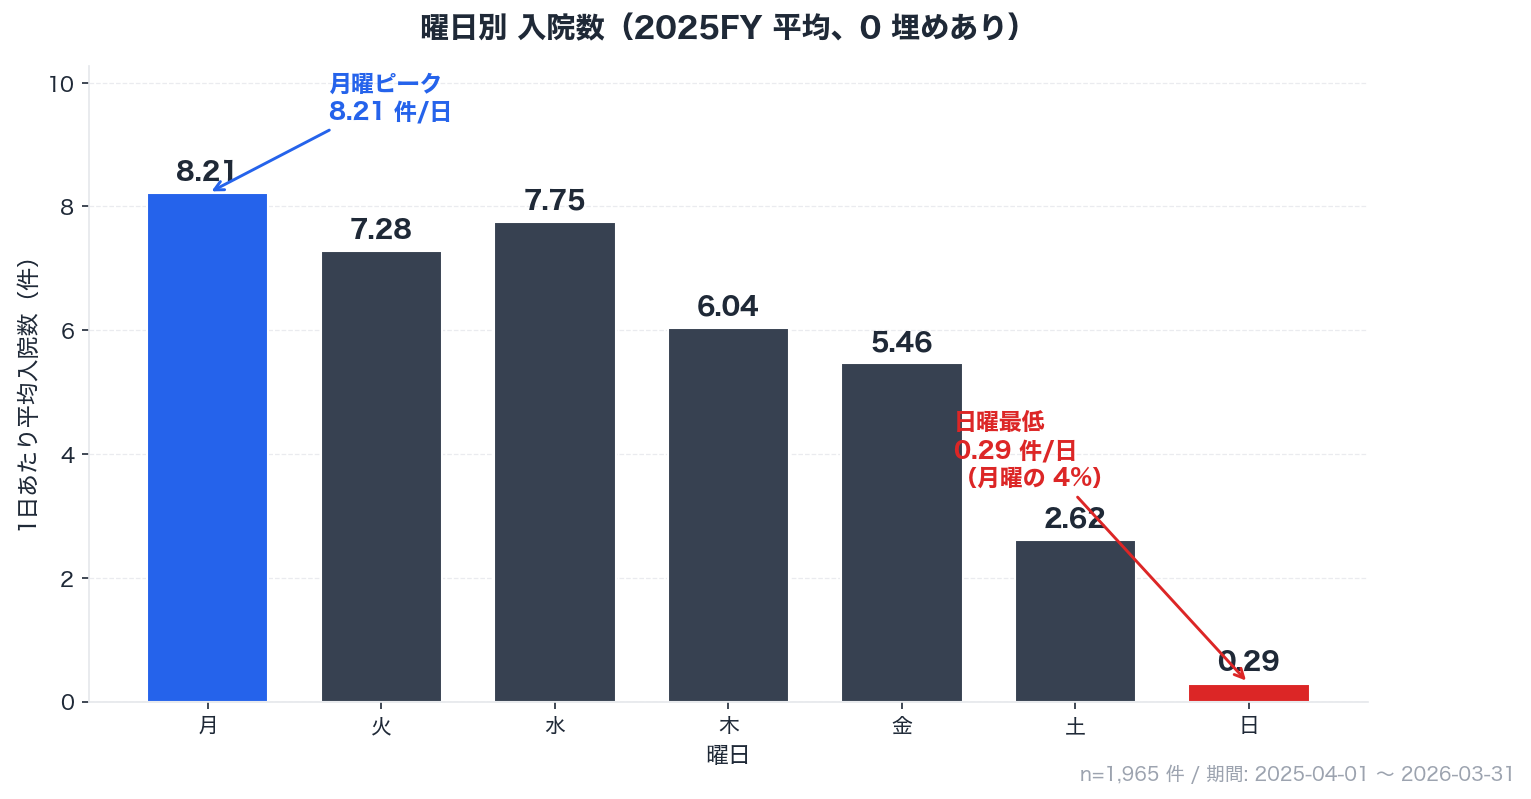 曜日別 入院数（2025FY 平均、0 埋めあり）
月曜ピーク
8.21 件/日
8.21
7.28
7.75
6.04
5.46
日曜最低
0.29 件/日
（月曜の 4%）
2.62
0.29
10
8
6
4
2
0
1日あたり平均入院数（件）
月
火
水
木
金
土
日
曜日
n=1,965 件 / 期間: 2025-04-01 〜 2026-03-31